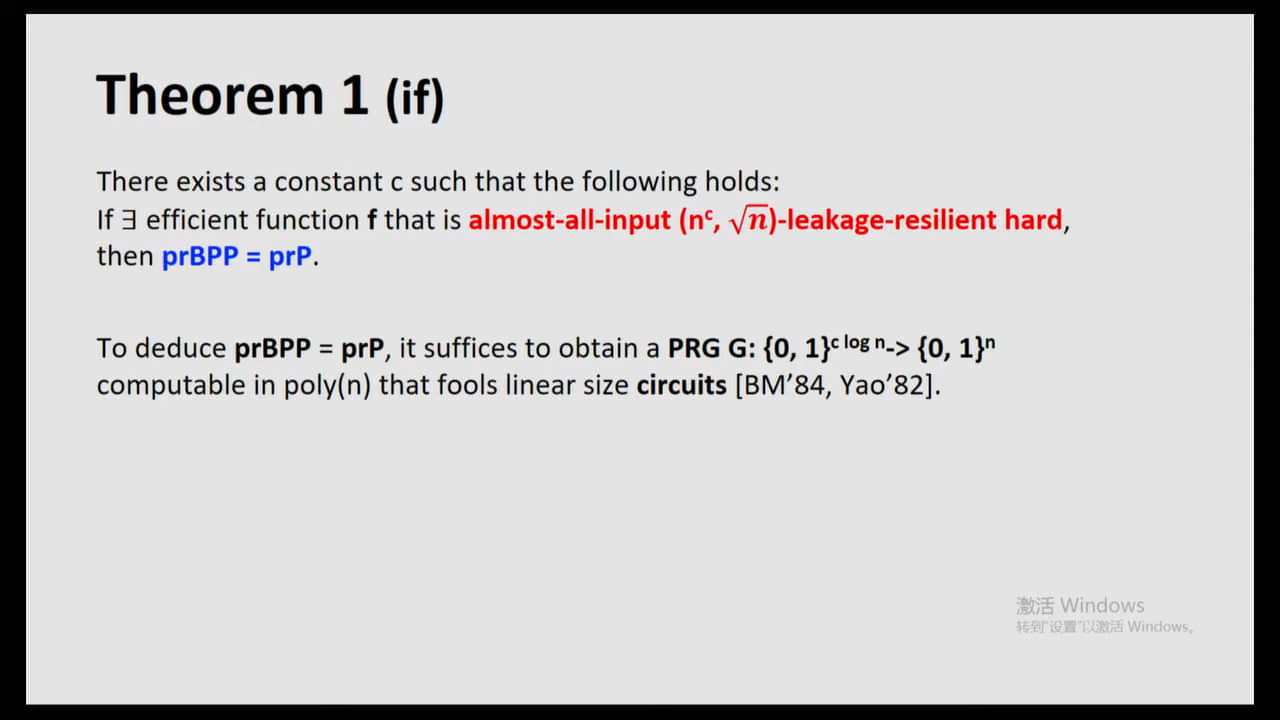 Theorem 1 (if)
There exists a constant c such that the following holds:
If ∃ efficient function f that is almost-all-input (nᶜ, √n)-leakage-resilient hard,
then prBPP = prP.
To deduce prBPP = prP, it suffices to obtain a PRG G: {0, 1}ᶜ ˡᵒᵍ ⁿ-> {0, 1}ⁿ
computable in poly(n) that fools linear size circuits [BM’84, Yao’82].
激活 Windows
转到“设置”以激活 Windows。